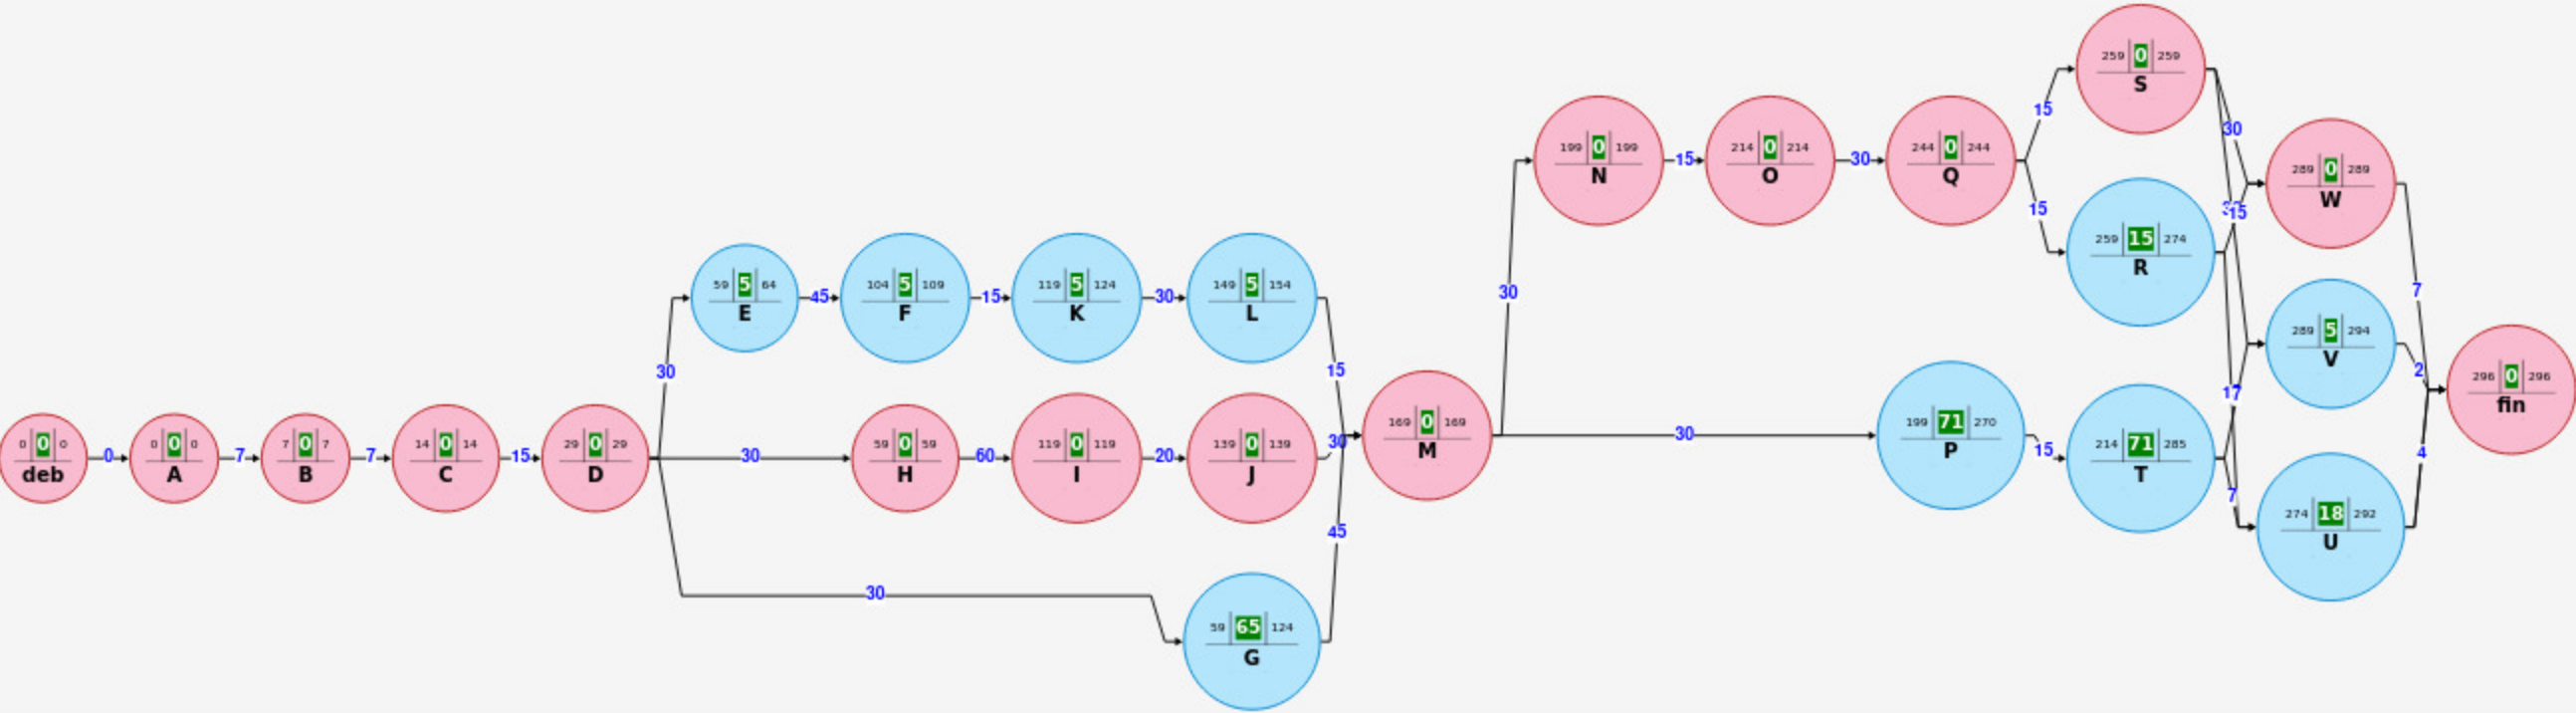 0 0 0
deb
0
0 0 0
A
7
7 0 7
B
7
14 0 14
C
15
29 0 29
D
30
30
30
59 5 64
E
45
104 5 109
F
15
119 5 124
K
30
149 5 154
L
15
59 0 59
H
60
119 0 119
I
20
139 0 139
J
30
59 65 124
G
45
169 0 169
M
30
30
199 0 199
N
15
214 0 214
O
30
244 0 244
Q
15
15
259 0 259
S
30
259 15 274
R
15
199 71 270
P
15
214 71 285
T
17
7
289 0 289
W
7
289 5 294
V
2
274 18 292
U
4
296 0 296
fin